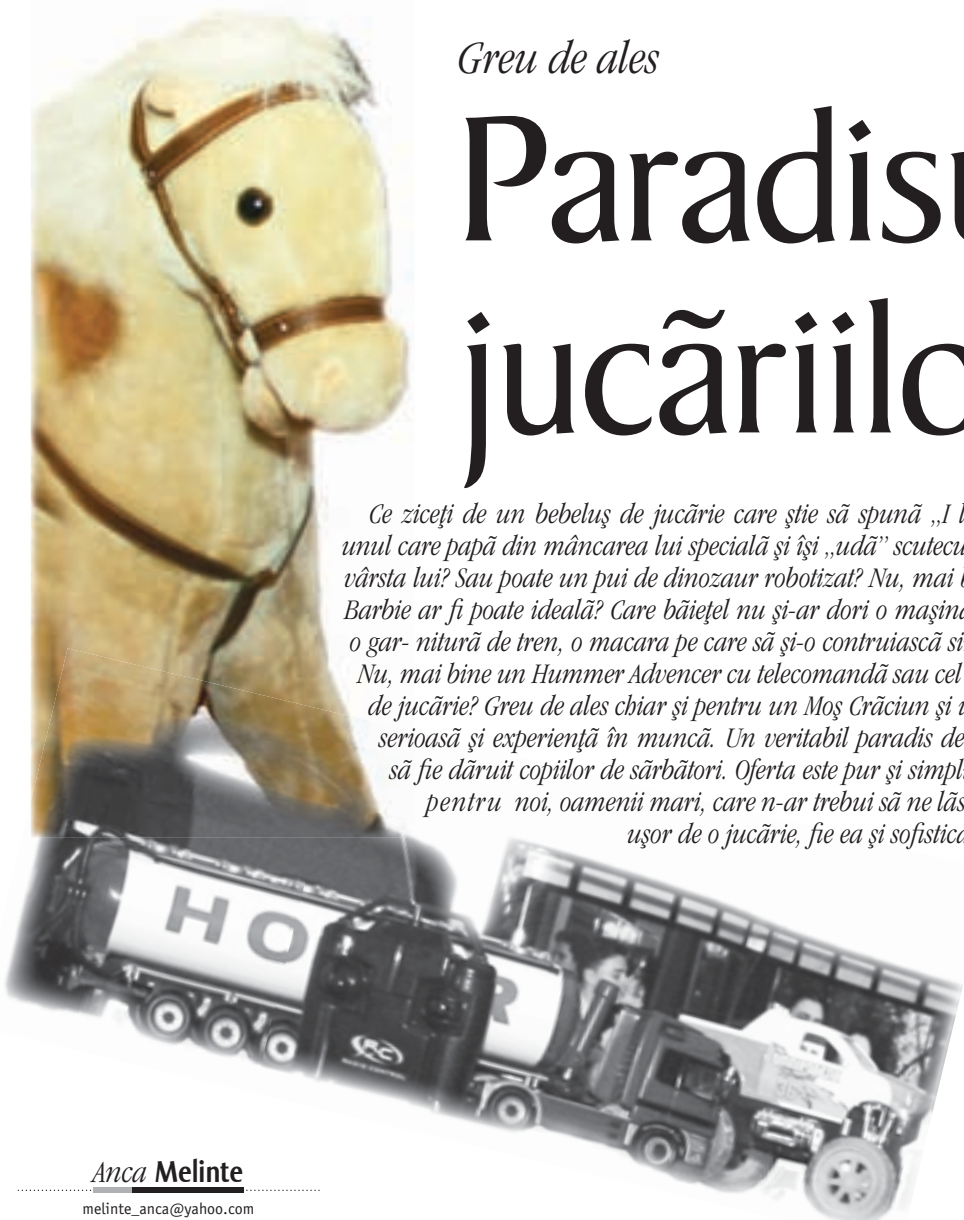 Greu de ales
Paradisu
jucãriilo
Ce ziceţi de un bebeluş de jucãrie care ştie sã spunã „I l
unul care papã din mâncarea lui specialã şi îşi „udã” scutecu
vârsta lui? Sau poate un pui de dinozaur robotizat? Nu, mai b
Barbie ar fi poate idealã? Care bãieţel nu şi-ar dori o maşinã
o gar- niturã de tren, o macara pe care sã şi-o contruiascã si
Nu, mai bine un Hummer Advencer cu telecomandã sau cel
de jucãrie? Greu de ales chiar şi pentru un Moş Crãciun şi u
serioasã şi experienţã în muncã. Un veritabil paradis de
sã fie dãruit copiilor de sãrbãtori. Oferta este pur şi simpl
pentru noi, oamenii mari, care n-ar trebui sã ne lãs
uşor de o jucãrie, fie ea şi sofistica
HO R
RC
Anca Melinte
melinte_anca@yahoo.com